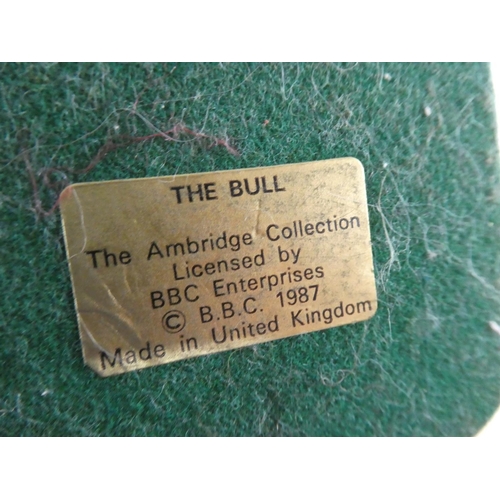 THE BULL
The Ambridge Collection
Licensed by
BBC Enterprises
© B.B.C. 1987
Made in United Kingdom